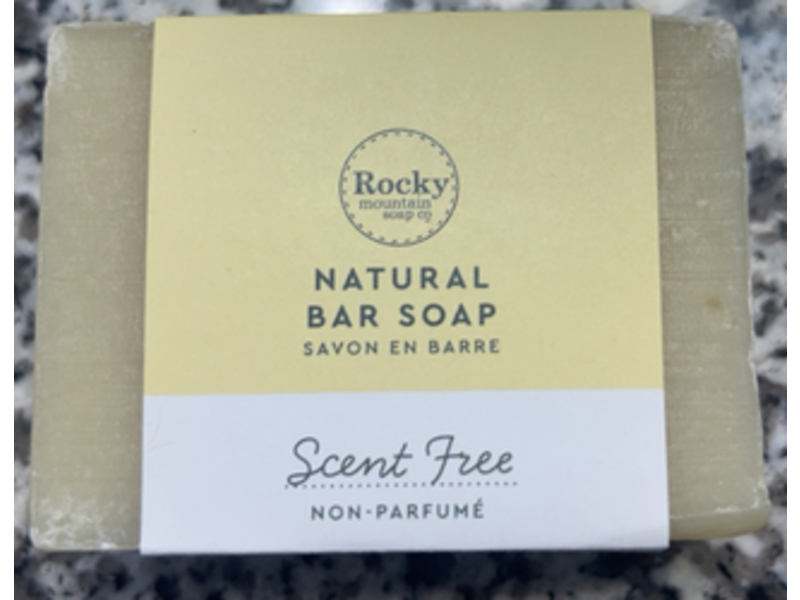 Rocky
mountain
soap co
NATURAL
BAR SOAP
SAVON EN BARRE
Scent Free
NON-PARFUMÉ